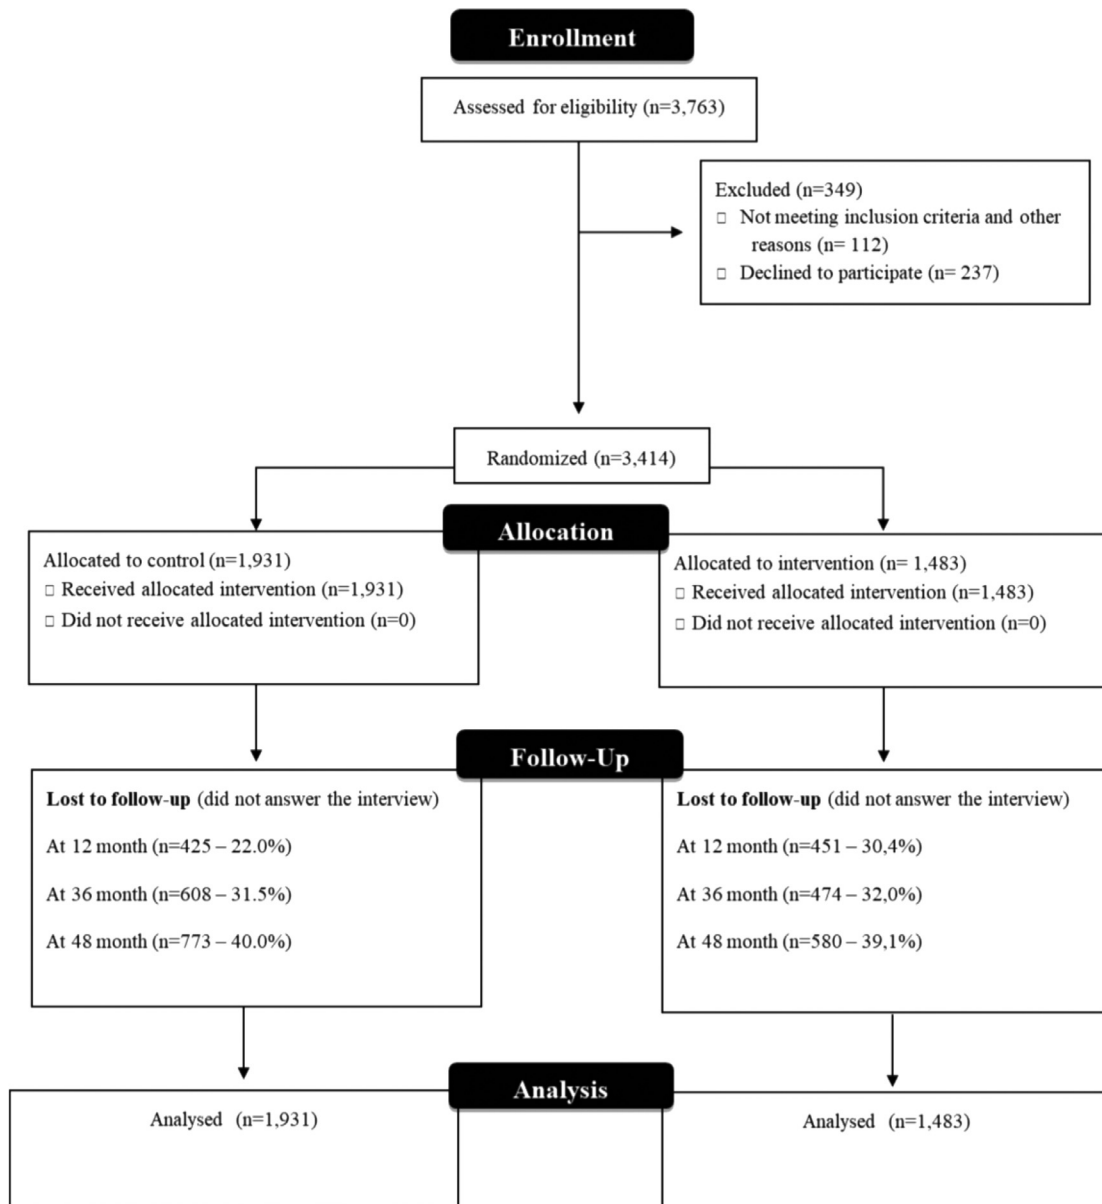 Enrollment
Assessed for eligibility (n=3,763)
Excluded (n=349)
□ Not meeting inclusion criteria and other
reasons (n= 112)
□ Declined to participate (n= 237)
Randomized (n=3,414)
Allocation
Allocated to control (n=1,931)
□ Received allocated intervention (n=1,931)
□ Did not receive allocated intervention (n=0)
Allocated to intervention (n= 1,483)
□ Received allocated intervention (n=1,483)
□ Did not receive allocated intervention (n=0)
Follow-Up
Lost to follow-up (did not answer the interview)
At 12 month (n=425 – 22.0%)
At 36 month (n=608 – 31.5%)
At 48 month (n=773 – 40.0%)
Lost to follow-up (did not answer the interview)
At 12 month (n=451 – 30,4%)
At 36 month (n=474 – 32,0%)
At 48 month (n=580 – 39,1%)
Analysis
Analysed (n=1,931)
Analysed (n=1,483)